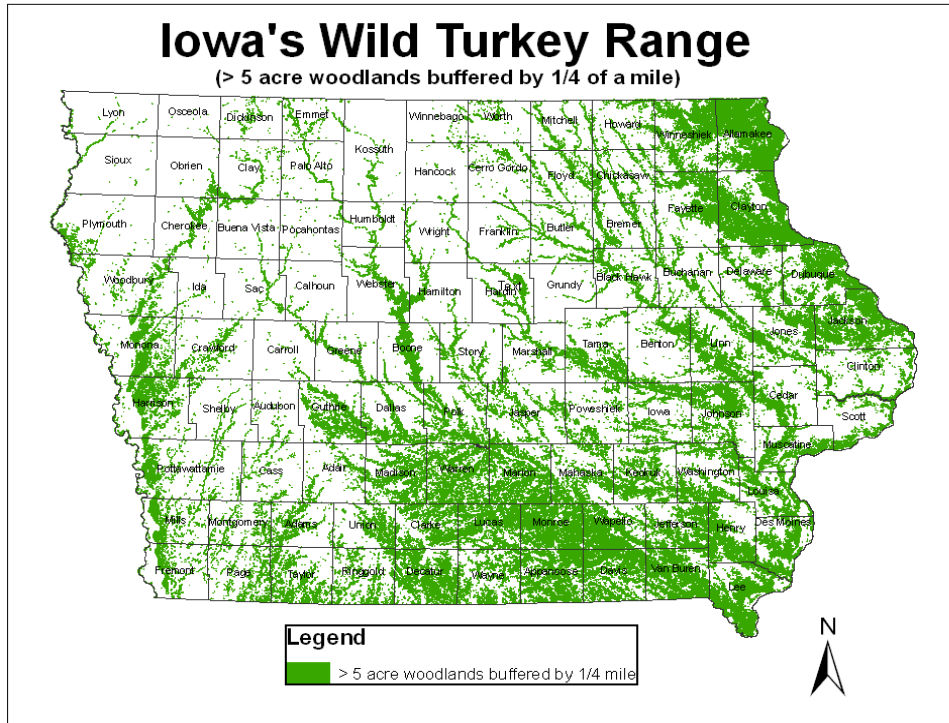 Iowa's Wild Turkey Range
(> 5 acre woodlands buffered by 1/4 of a mile)
Lyon Osceola Dickinson Emmet Winnebago Worth Mitchell Howard Winneshiek Allamakee
Sioux Obrien Clay Palo Alto Kossuth Hancock Cerro Gordo Floyd Chickasaw
Plymouth Cherokee Buena Vista Pocahontas Humboldt Wright Franklin Butler Bremer Fayette Clayton
Woodbury Ida Sac Calhoun Webster Hamilton Hardin Text Grundy Black Hawk Buchanan Delaware Dubuque
Monona Crawford Carroll Greene Boone Story Marshall Tama Benton Linn Jones Jackson
Clinton
Harrison Shelby Audubon Guthrie Dallas Polk Jasper Poweshiek Iowa Johnson Cedar Scott
Muscatine
Pottawattamie Cass Adair Madison Warren Marion Mahaska Keokuk Washington Louisa
Mills Montgomery Adams Union Clarke Lucas Monroe Wapello Jefferson Henry Des Moines
Fremont Page Taylor Ringgold Decatur Wayne Appanoose Davis Van Buren Lee
N
Legend
> 5 acre woodlands buffered by 1/4 mile